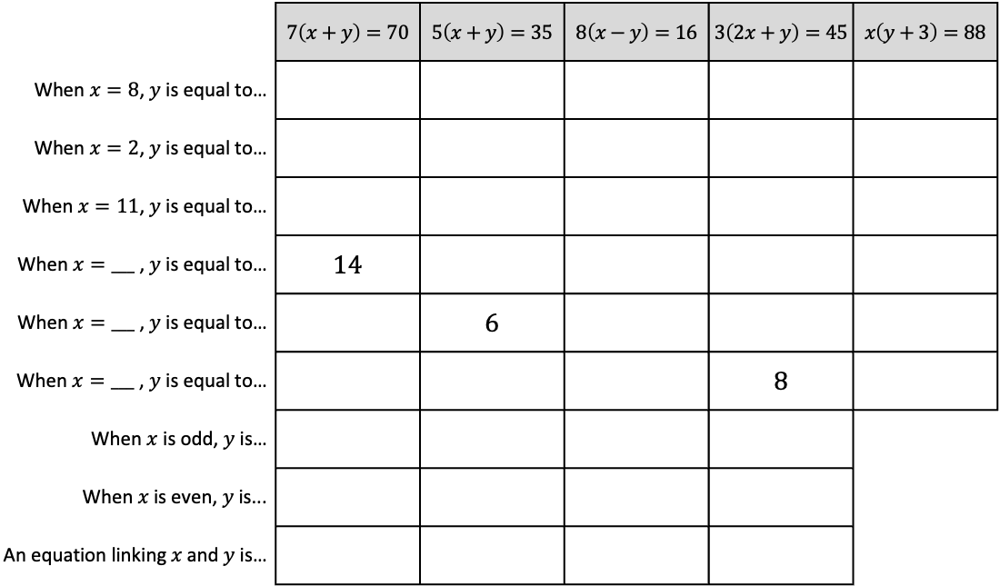 7(x + y) = 70 5(x + y) = 35 8(x − y) = 16 3(2x + y) = 45 x(y + 3) = 88
When x = 8, y is equal to...
When x = 2, y is equal to...
When x = 11, y is equal to...
When x = __ , y is equal to... 14
When x = __ , y is equal to... 6
When x = __ , y is equal to... 8
When x is odd, y is...
When x is even, y is...
An equation linking x and y is...